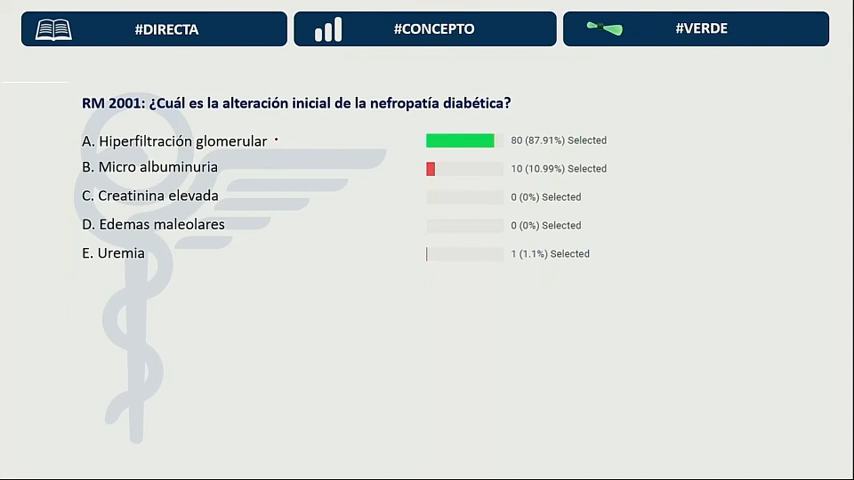 #DIRECTA
#CONCEPTO
#VERDE
RM 2001: ¿Cuál es la alteración inicial de la nefropatía diabética?
A. Hiperfiltración glomerular
80 (87.91%) Selected
B. Micro albuminuria
10 (10.99%) Selected
C. Creatinina elevada
0 (0%) Selected
D. Edemas maleolares
0 (0%) Selected
E. Uremia
1 (1.1%) Selected